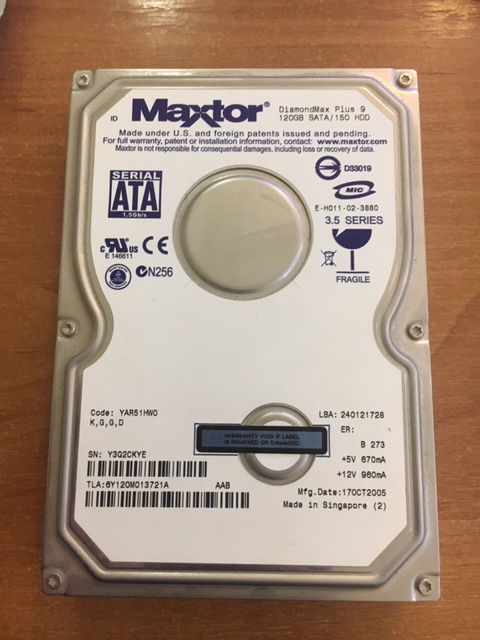 ID Maxtor® DiamondMax Plus 9
120GB SATA/150 HDD
Made under U.S. and foreign patents issued and pending.
For full warranty, patent or installation information, contact: www.maxtor.com
Maxtor is not responsible for consequential damages, including loss or recovery of data.
SERIAL
ATA
1.5Gb/s
D33019
MIC
E-H011-02-3880
3.5 SERIES
c RU us CE
E 146611
N256
FRAGILE
Code: YAR51HW0
K,G,G,D
LBA: 240121728
ER:
WARRANTY VOID IF LABEL
IS REMOVED OR DAMAGED
B 273
SN: Y3Q2CKYE
+5V 670mA
+12V 960mA
TLA:6Y120M013721A AAB
Mfg.Date:17OCT2005
Made in Singapore (2)